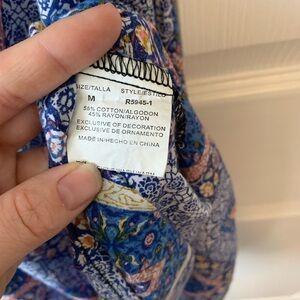 SIZE/TALLA STYLE/ESTILO
M R5945-1
55% COTTON/ALGODON
45% RAYON/RAYON
EXCLUSIVE OF DECORATION
EXCLUSIVE DE ORNAMENTO
MADE IN/HECHO EN CHINA